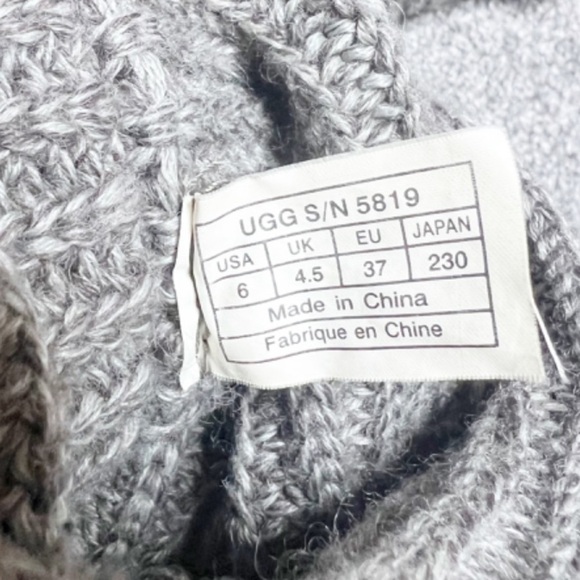 UGG S/N 5819
USA UK EU JAPAN
6 4.5 37 230
Made in China
Fabrique en Chine